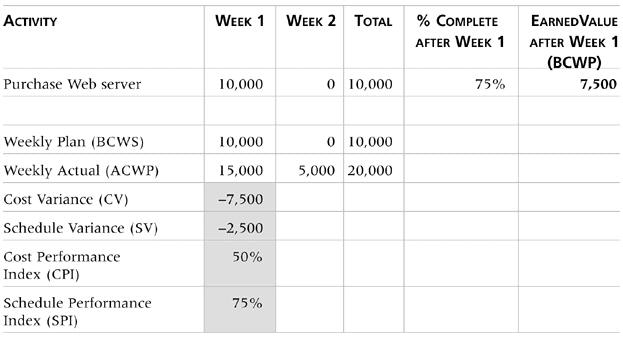 ACTIVITY WEEK 1 WEEK 2 TOTAL % COMPLETE EARNED VALUE
AFTER WEEK 1 AFTER WEEK 1
(BCWP)
Purchase Web server 10,000 0 10,000 75% 7,500
Weekly Plan (BCWS) 10,000 0 10,000
Weekly Actual (ACWP) 15,000 5,000 20,000
Cost Variance (CV) –7,500
Schedule Variance (SV) –2,500
Cost Performance 50%
Index (CPI)
Schedule Performance 75%
Index (SPI)